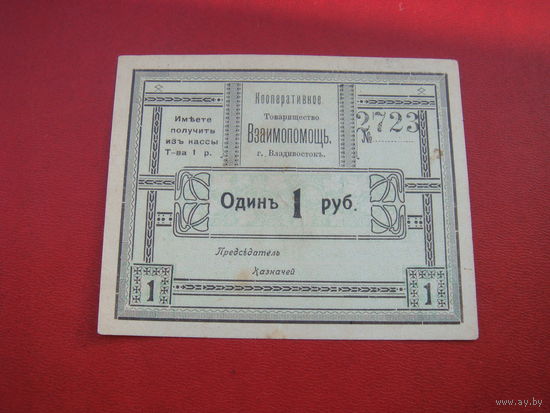 Имѣете
получить
изъ кассы
Т-ва 1 р.
Кооперативное
Товарищество
Взаимопомощь.
г. Владивостокъ.
2723
№
Одинъ 1 руб.
Предсѣдатель
Казначей
1
1
www.ay.by